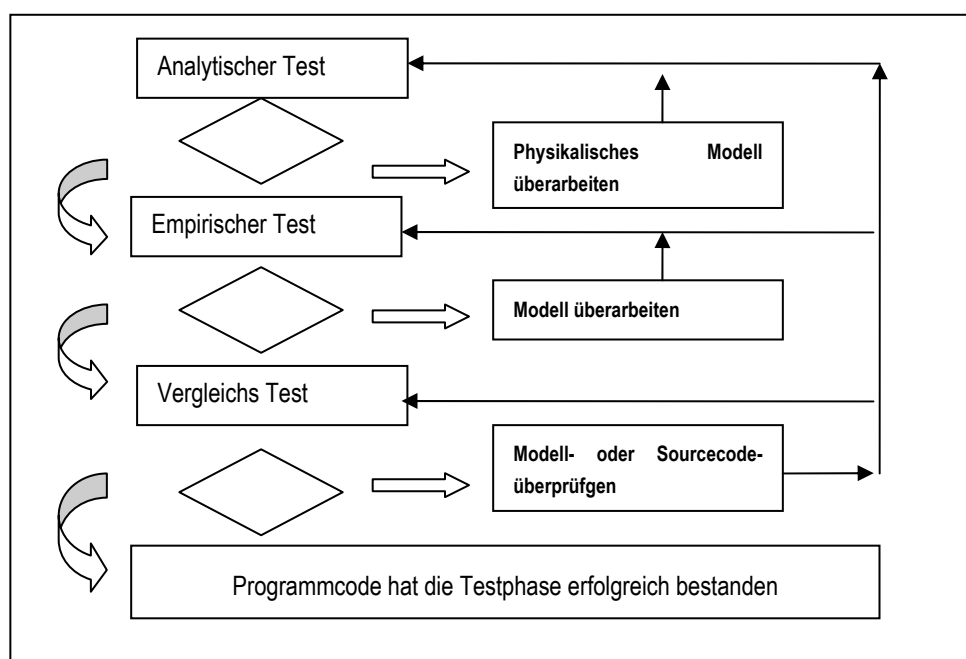 Analytischer Test
Physikalisches Modell
überarbeiten
Empirischer Test
Modell überarbeiten
Vergleichs Test
Modell- oder Sourcecode-
überprüfgen
Programmcode hat die Testphase erfolgreich bestanden